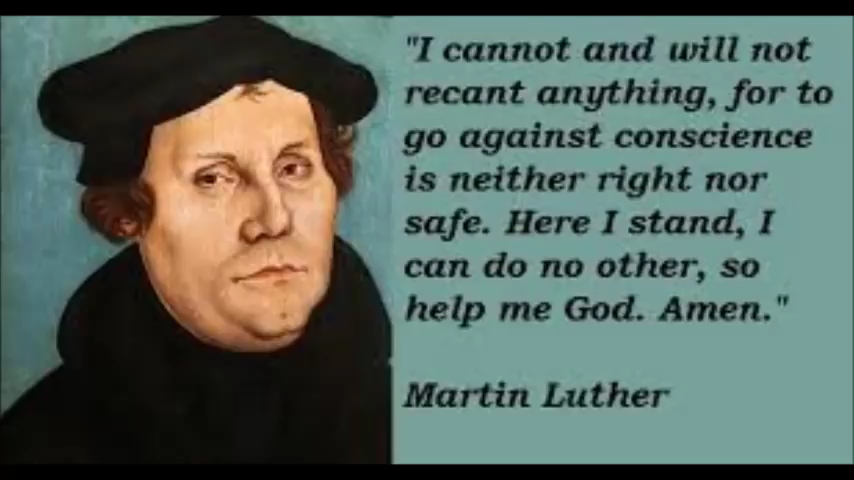 "I cannot and will not
recant anything, for to
go against conscience
is neither right nor
safe. Here I stand, I
can do no other, so
help me God. Amen."
Martin Luther